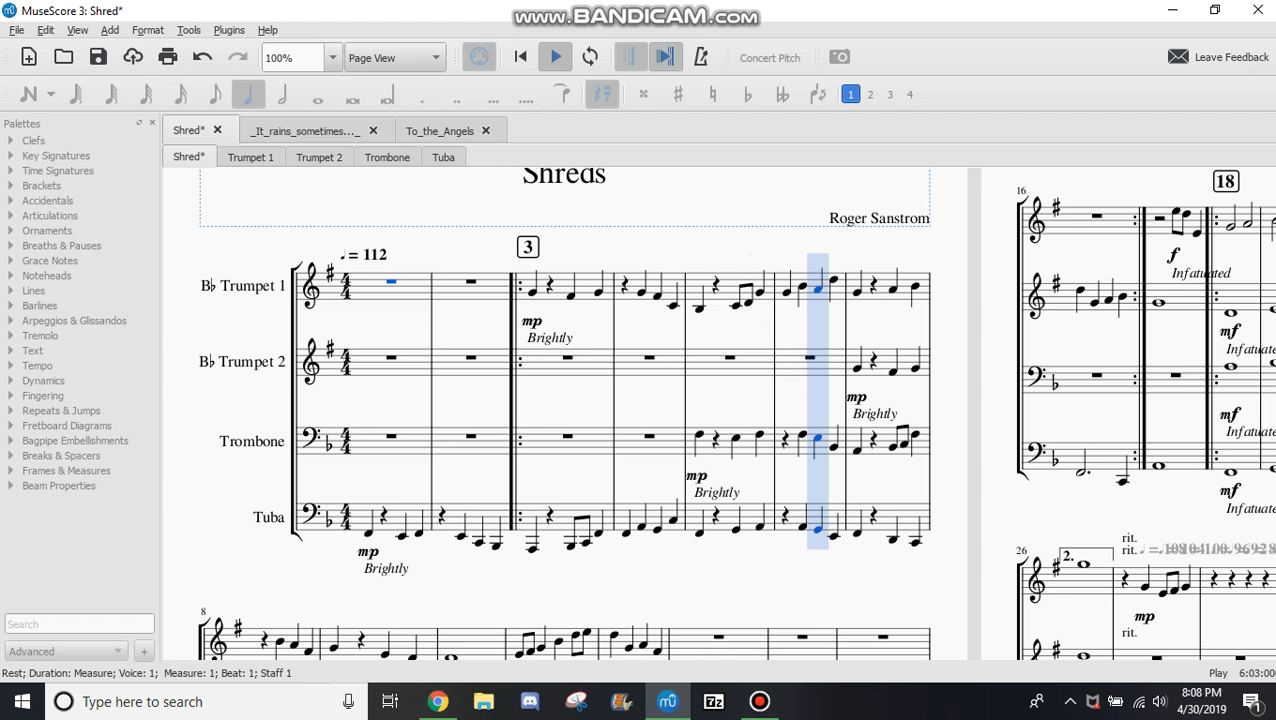 MuseScore 3: Shred*
www.BANDICAM.com
File Edit View Add Format Tools Plugins Help
100% Page View Concert Pitch Leave Feedback
1 2 3 4
Palettes
Clefs
Key Signatures
Time Signatures
Brackets
Accidentals
Articulations
Ornaments
Breaths & Pauses
Grace Notes
Noteheads
Lines
Barlines
Arpeggios & Glissandos
Tremolo
Text
Tempo
Dynamics
Fingering
Repeats & Jumps
Fretboard Diagrams
Bagpipe Embellishments
Breaks & Spacers
Frames & Measures
Beam Properties
Search
Advanced +
Shred* _It_rains_sometimes..._ To_the_Angels
Shred* Trumpet 1 Trumpet 2 Trombone Tuba
Shreds
Roger Sanstrom
♩ = 112
3
B♭ Trumpet 1
mp
Brightly
B♭ Trumpet 2
mp
Brightly
Trombone
mp
Brightly
Tuba
mp
Brightly
8
16
18
f
Infatuated
mf
Infatuate
mf
Infatuate
mf
Infatuate
rit.
rit.
26
2.
mp
rit.
Rest; Duration: Measure; Voice: 1; Measure: 1; Beat: 1; Staff 1
Play 6:03:00
Type here to search
7z
8:08 PM
4/30/2019
1